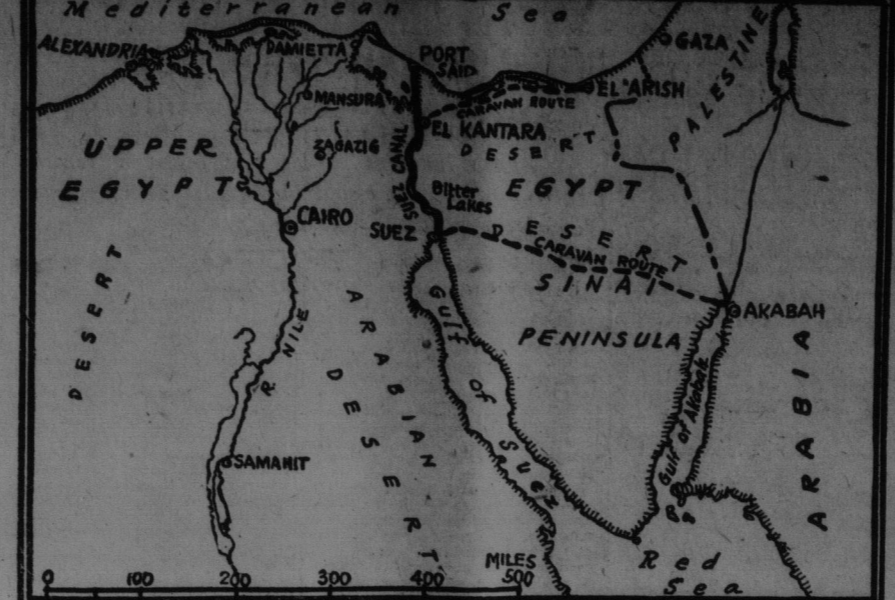 Mediterranean Sea
ALEXANDRIA
DAMIETTA
PORT
SAID
GAZA
MANSURA
CARAVAN ROUTE
EL ARISH
PALESTINE
ZAGAZIG
EL KANTARA
DESERT
UPPER
EGYPT
SUEZ CANAL
Bitter
Lakes
EGYPT
CAIRO
SUEZ
DESERT
CARAVAN ROUTE
SINAI
PENINSULA
AKABAH
DESERT
R. NILE
ARABIAN
DESERT
Gulf of Suez
Gulf of Akabah
ARABIA
SAMAHIT
Red
Sea
MILES
0 100 200 300 400 500